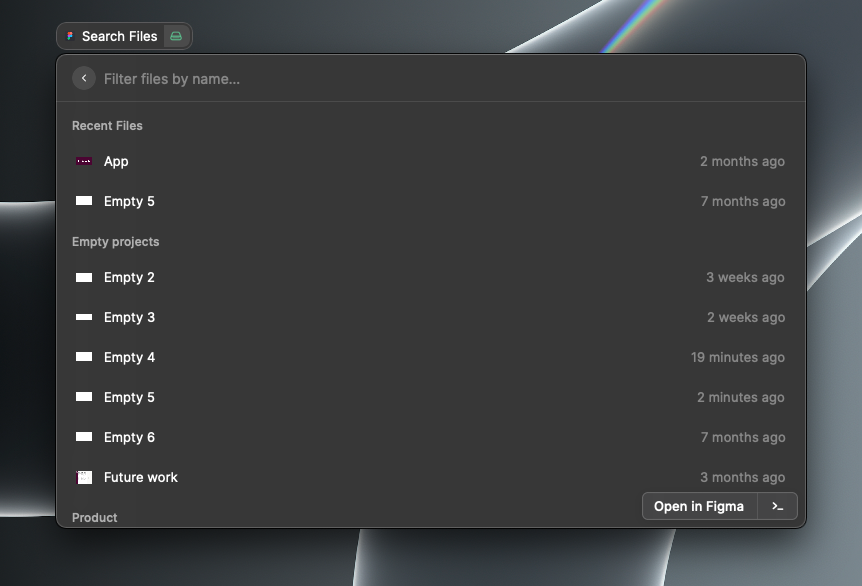 Search Files
Filter files by name...
Recent Files
App 2 months ago
Empty 5 7 months ago
Empty projects
Empty 2 3 weeks ago
Empty 3 2 weeks ago
Empty 4 19 minutes ago
Empty 5 2 minutes ago
Empty 6 7 months ago
Future work 3 months ago
Open in Figma >_
Product